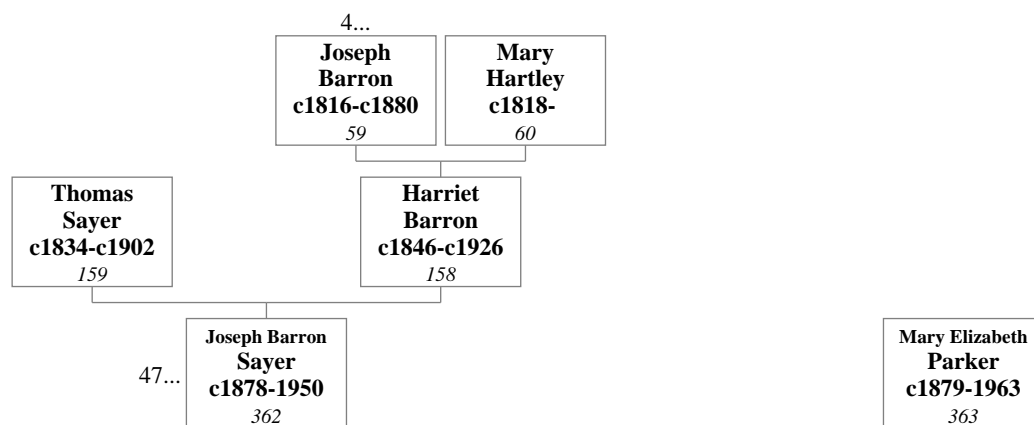 4...
Joseph
Barron
c1816-c1880
59
Mary
Hartley
c1818-
60
Thomas
Sayer
c1834-c1902
159
Harriet
Barron
c1846-c1926
158
47...
Joseph Barron
Sayer
c1878-1950
362
Mary Elizabeth
Parker
c1879-1963
363